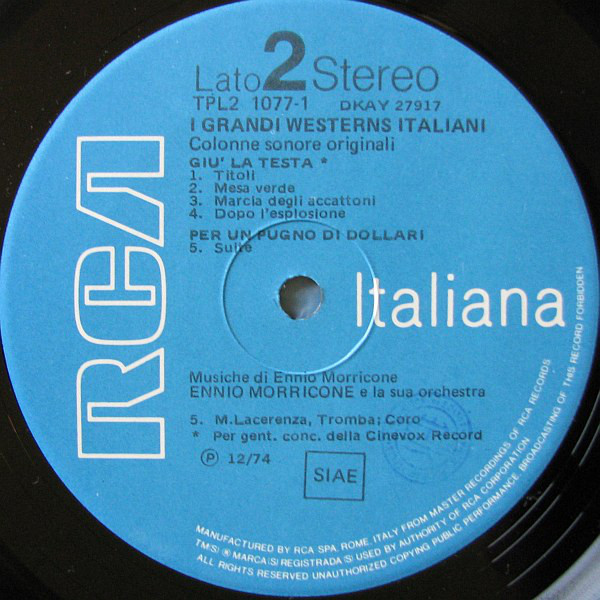 Lato 2 Stereo
TPL2 1077-1 DKAY 27917
I GRANDI WESTERNS ITALIANI
Colonne sonore originali
GIU' LA TESTA *
1. Titoli
2. Mesa verde
3. Marcia degli accattoni
4. Dopo l'esplosione
PER UN PUGNO DI DOLLARI
5. Suite
RCA
Italiana
Musiche di Ennio Morricone
ENNIO MORRICONE e la sua orchestra
5. M.Lacerenza, Tromba; Coro
* Per gent. conc. della Cinevox Record
Ⓟ 12/74
SIAE
MANUFACTURED BY RCA SPA, ROME, ITALY FROM MASTER RECORDINGS OF RCA RECORDS
TM(S) ® MARCA(S) REGISTRADA(S) USED BY AUTHORITY OF RCA CORPORATION.
ALL RIGHTS RESERVED UNAUTHORIZED COPYING PUBLIC PERFORMANCE, BROADCASTING OF THIS RECORD FORBIDDEN